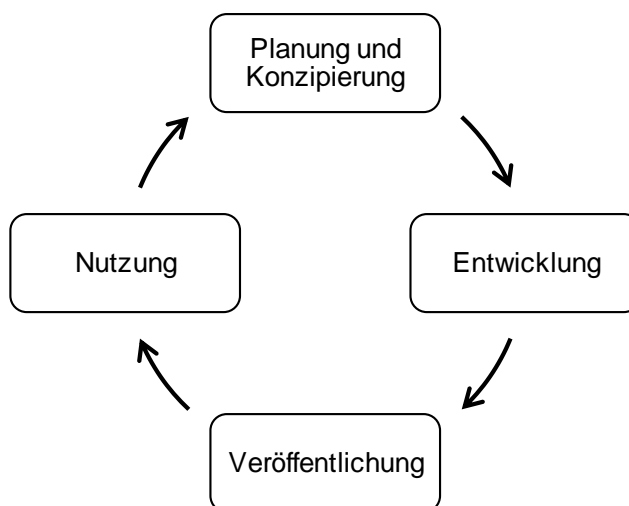 Planung und
Konzipierung
Nutzung
Entwicklung
Veröffentlichung